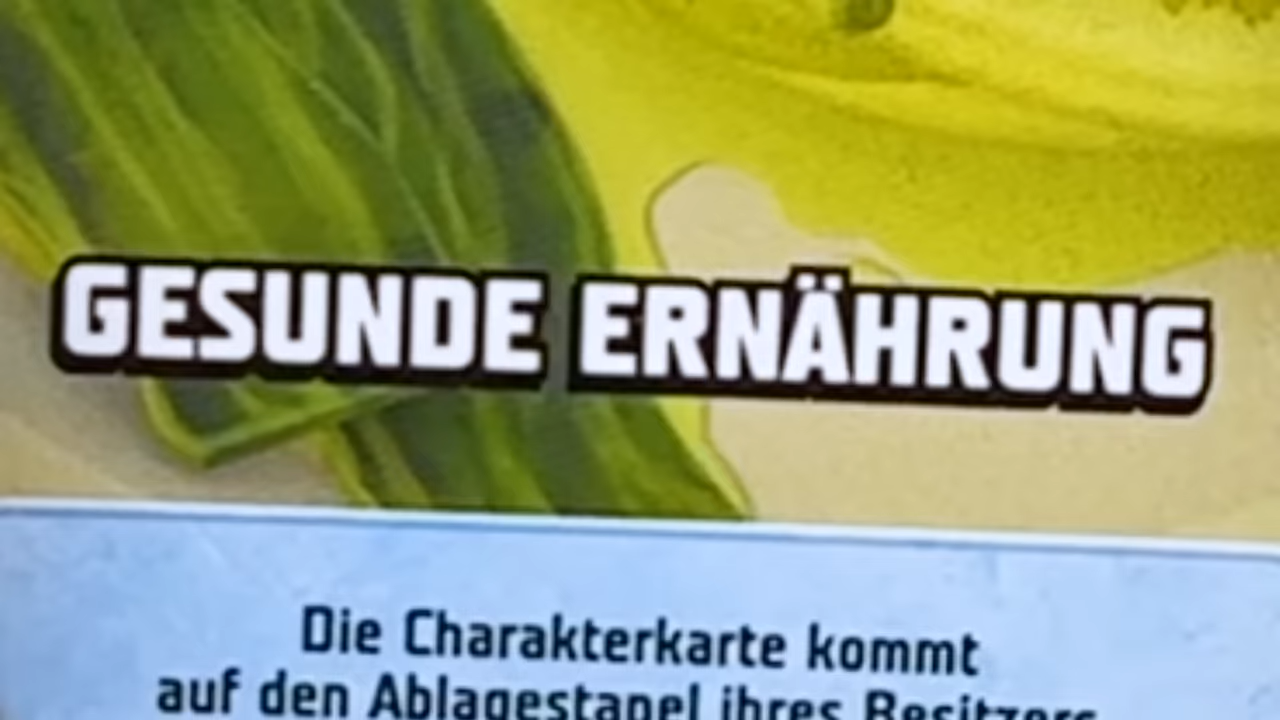 GESUNDE ERNÄHRUNG
Die Charakterkarte kommt
auf den Ablagestapel ihres Besitzers